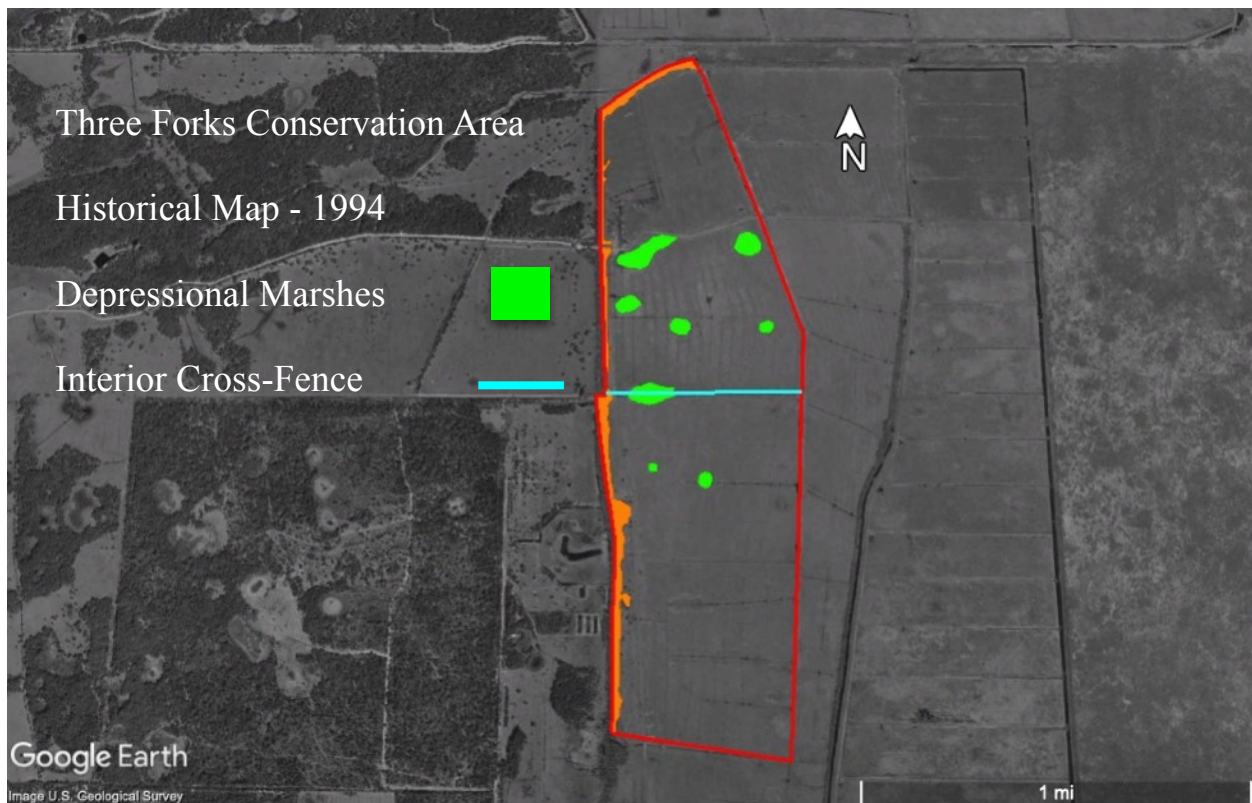 Three Forks Conservation Area
N
Historical Map - 1994
Depressional Marshes
Interior Cross-Fence
Google Earth
Image U.S. Geological Survey
1 mi